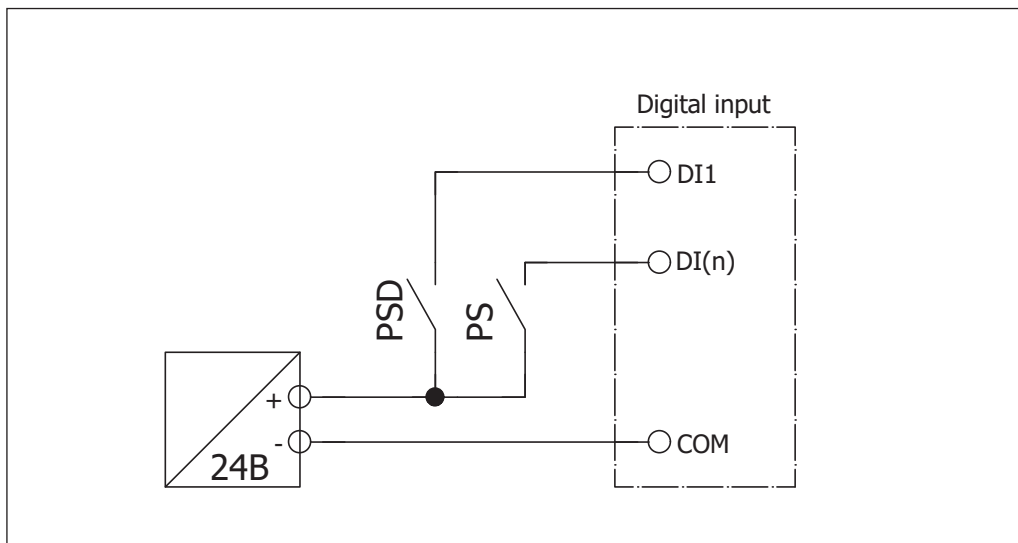 Digital input
DI1
DI(n)
PSD
PS
+
-
24B
COM